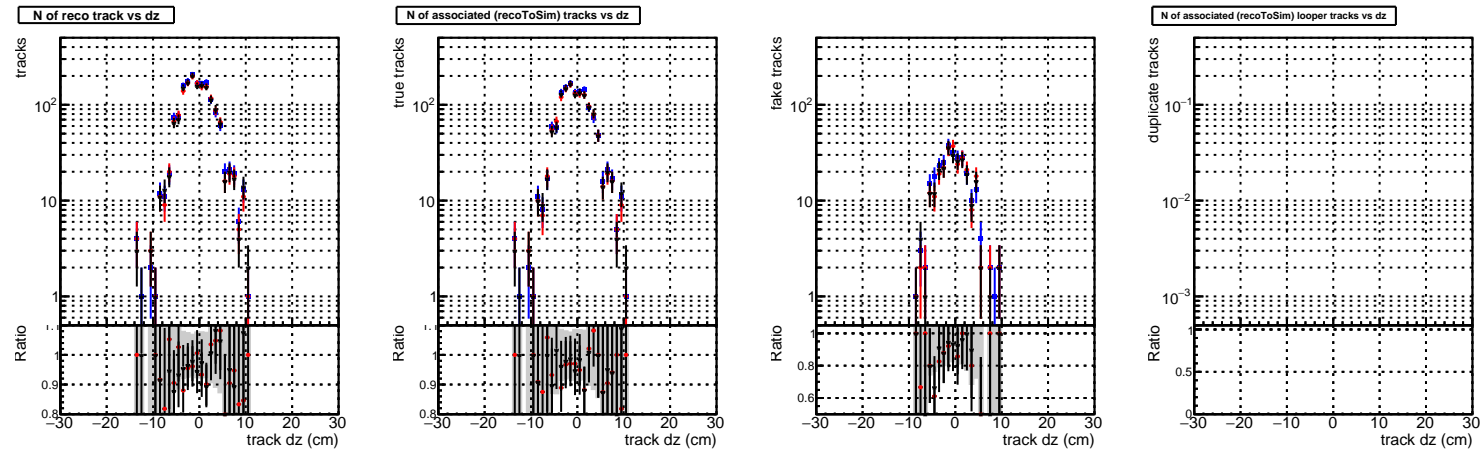 N of reco track vs dz
tracks
10²
10
1
Ratio
1.1
1
0.9
0.8
−30 −20 −10 0 10 20 30
track dz (cm)
N of associated (recoToSim) tracks vs dz
true tracks
10²
10
1
Ratio
1.1
1
0.9
0.8
−30 −20 −10 0 10 20 30
track dz (cm)
fake tracks
10²
10
1
Ratio
1
0.8
0.6
−30 −20 −10 0 10 20 30
track dz (cm)
N of associated (recoToSim) looper tracks vs dz
duplicate tracks
10⁻¹
10⁻²
10⁻³
Ratio
1
0.5
0
−30 −20 −10 0 10 20 30
track dz (cm)